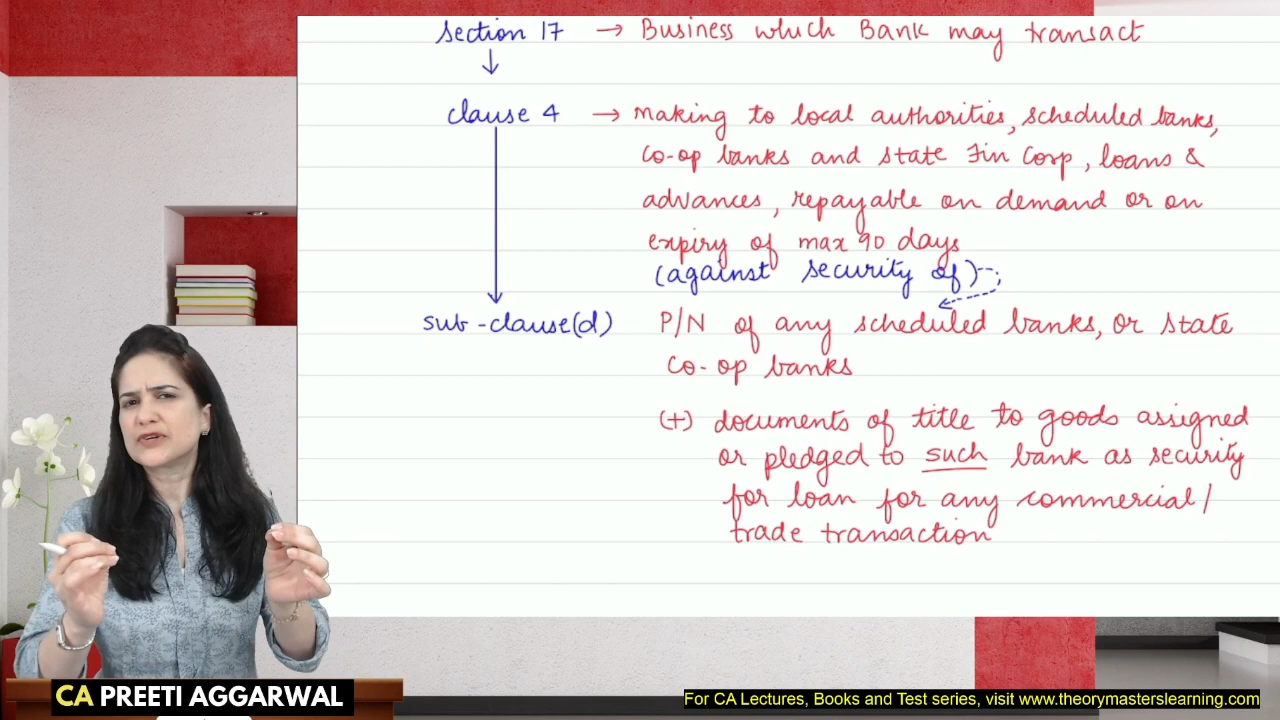 section 17 → Business which Bank may transact
clause 4 → making to local authorities, scheduled banks,
co-op banks and state Fin Corp, loans &
advances, repayable on demand or on
expiry of max 90 days
(against security of)
sub-clause(d) P/N of any scheduled banks, or state
co-op banks
(+) documents of title to goods assigned
or pledged to such bank as security
for loan for any commercial/
trade transaction
CA PREETI AGGARWAL
For CA Lectures, Books and Test series, visit www.theorymasterslearning.com